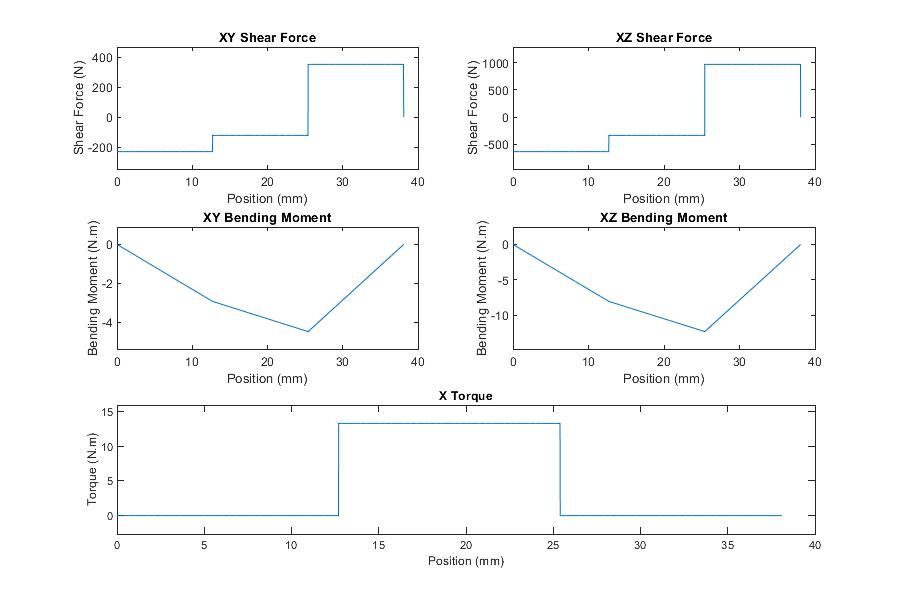 XY Shear Force
400
200
0
-200
Shear Force (N)
0 10 20 30 40
Position (mm)
XZ Shear Force
1000
500
0
-500
Shear Force (N)
0 10 20 30 40
Position (mm)
XY Bending Moment
0
-2
-4
Bending Moment (N.m)
0 10 20 30 40
Position (mm)
XZ Bending Moment
0
-5
-10
Bending Moment (N.m)
0 10 20 30 40
Position (mm)
X Torque
15
10
5
0
Torque (N.m)
0 5 10 15 20 25 30 35 40
Position (mm)